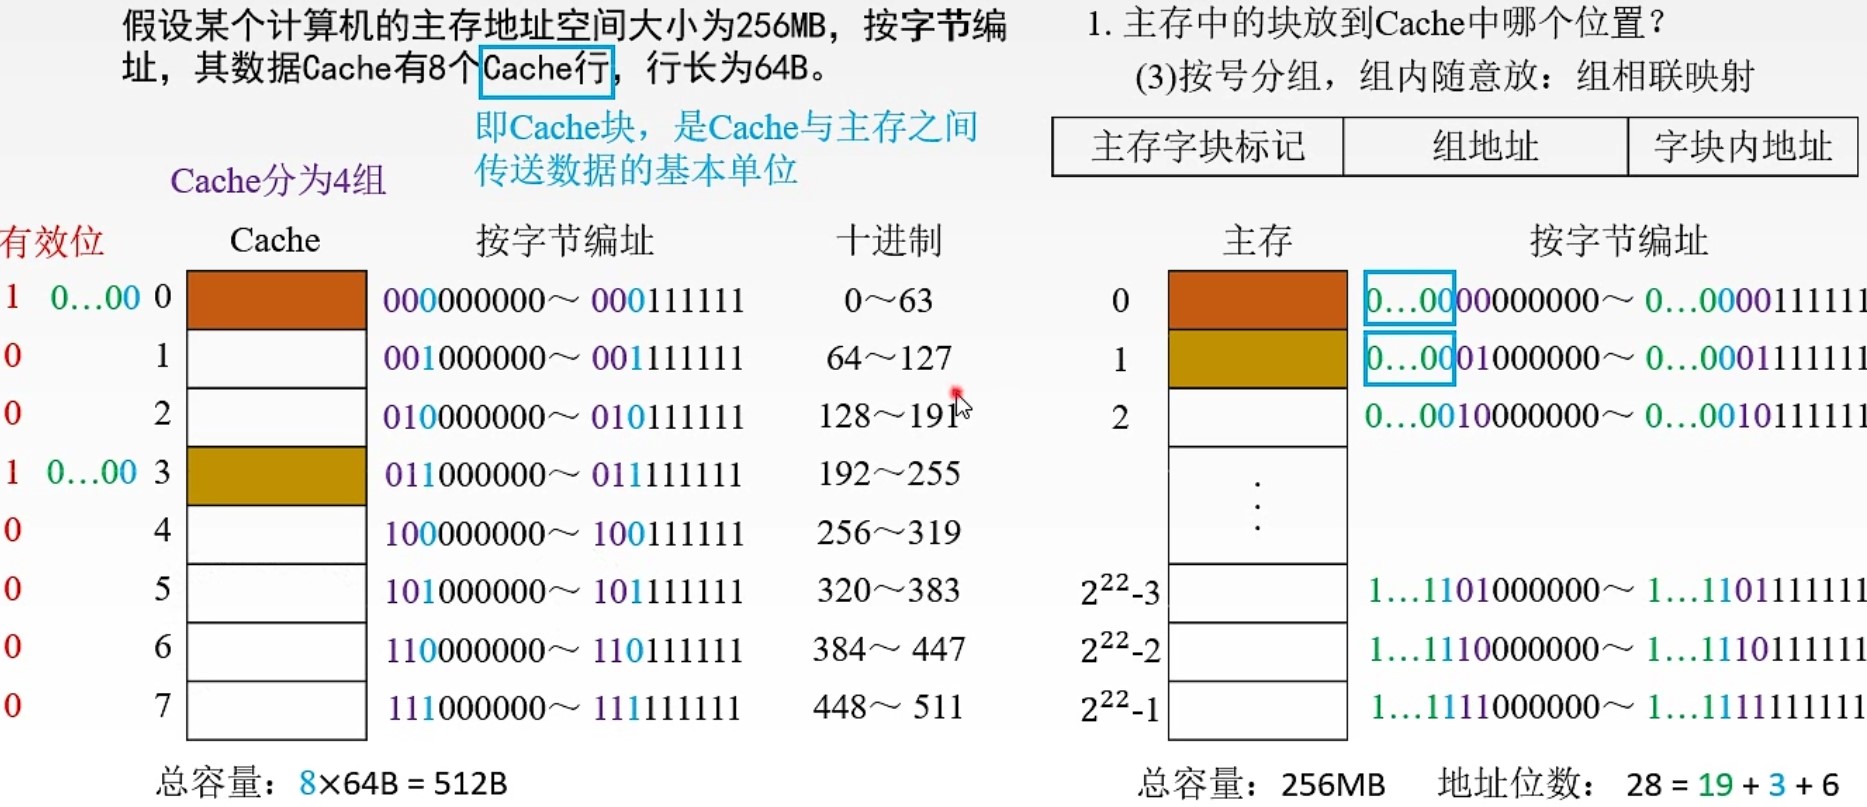 假设某个计算机的主存地址空间大小为256MB，按字节编
址，其数据Cache有8个Cache行，行长为64B。
即Cache块，是Cache与主存之间
传送数据的基本单位
Cache分为4组
1. 主存中的块放到Cache中哪个位置？
(3)按号分组，组内随意放：组相联映射
主存字块标记 组地址 字块内地址
有效位 Cache 按字节编址 十进制
1 0…00 0 000000000～ 000111111 0～63
0 1 001000000～ 001111111 64～127
0 2 010000000～ 010111111 128～191
1 0…00 3 011000000～ 011111111 192～255
0 4 100000000～ 100111111 256～319
0 5 101000000～ 101111111 320～383
0 6 110000000～ 110111111 384～ 447
0 7 111000000～ 111111111 448～ 511
总容量：8×64B = 512B
主存 按字节编址
0 0…0000000000～ 0…0000111111
1 0…0001000000～ 0…0001111111
2 0…0010000000～ 0…0010111111
⋮
2²²-3 1…1101000000～ 1…1101111111
2²²-2 1…1110000000～ 1…1110111111
2²²-1 1…1111000000～ 1…1111111111
总容量：256MB 地址位数： 28 = 19 + 3 + 6